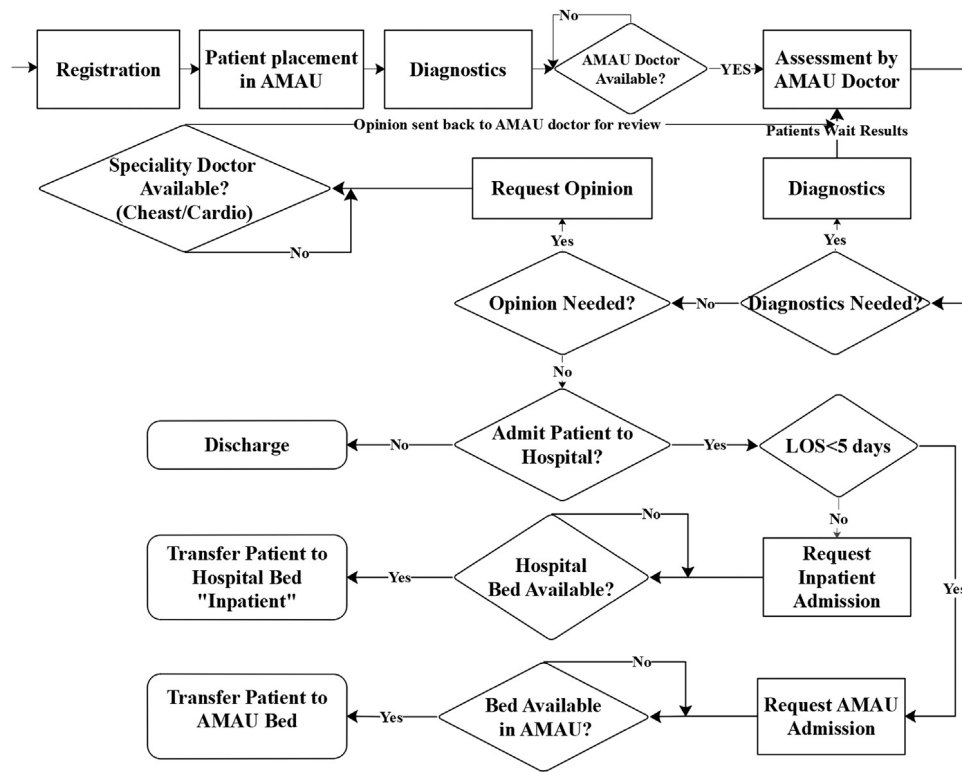 No
Registration
Patient placement
in AMAU
Diagnostics
AMAU Doctor
Available?
YES
Assessment by
AMAU Doctor
Opinion sent back to AMAU doctor for review
Patients Wait Results
Speciality Doctor
Available?
(Cheast/Cardio)
No
Request Opinion
Diagnostics
Yes
Yes
Opinion Needed?
No
Diagnostics Needed?
No
Discharge
No
Admit Patient to
Hospital?
Yes
LOS<5 days
No
No
Transfer Patient to
Hospital Bed
"Inpatient"
Yes
Hospital
Bed Available?
Request
Inpatient
Admission
Yes
No
Transfer Patient to
AMAU Bed
Yes
Bed Available
in AMAU?
Request AMAU
Admission